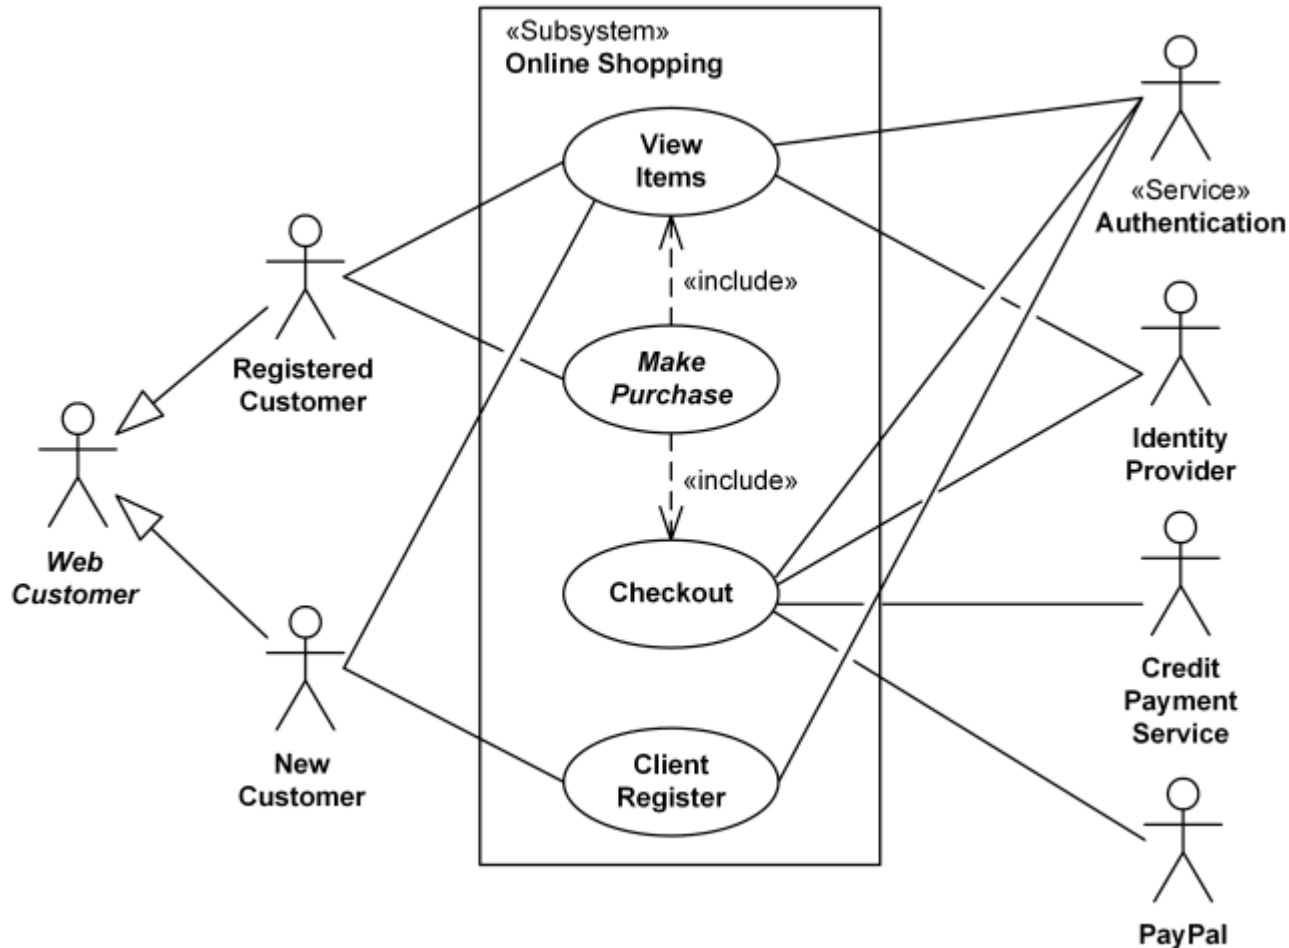 «Subsystem»
Online Shopping
View
Items
«Service»
Authentication
«include»
Registered
Customer
Make
Purchase
Identity
Provider
«include»
Web
Customer
Checkout
Credit
Payment
Service
New
Customer
Client
Register
PayPal